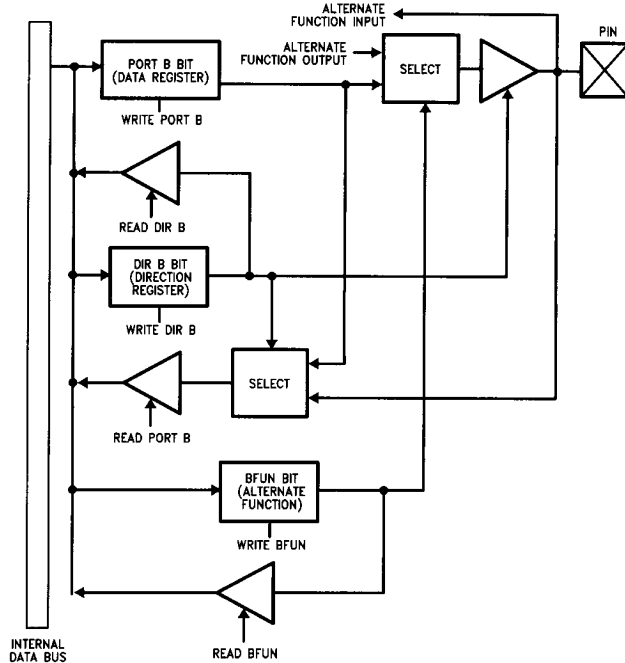 ALTERNATE
FUNCTION INPUT
PIN
PORT B BIT
(DATA REGISTER)
ALTERNATE
FUNCTION OUTPUT
SELECT
WRITE PORT B
READ DIR B
DIR B BIT
(DIRECTION
REGISTER)
WRITE DIR B
SELECT
READ PORT B
BFUN BIT
(ALTERNATE
FUNCTION)
WRITE BFUN
READ BFUN
INTERNAL
DATA BUS